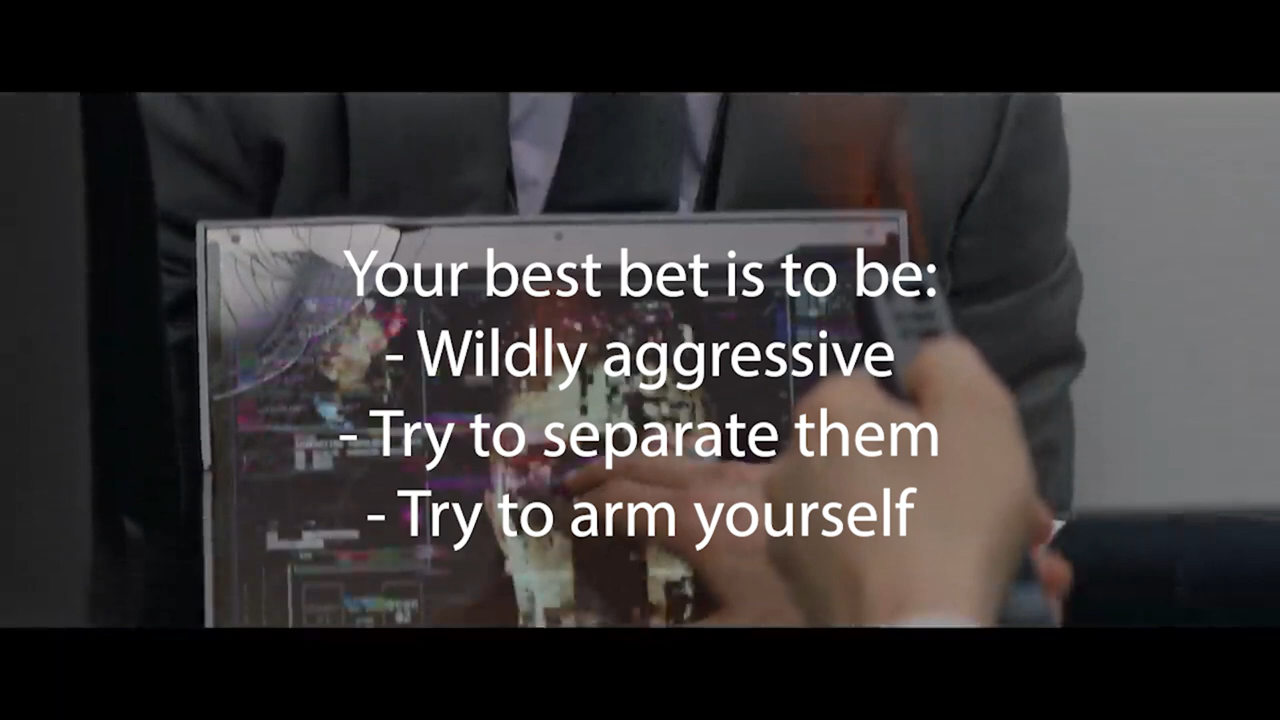 Your best bet is to be:
- Wildly aggressive
- Try to separate them
- Try to arm yourself